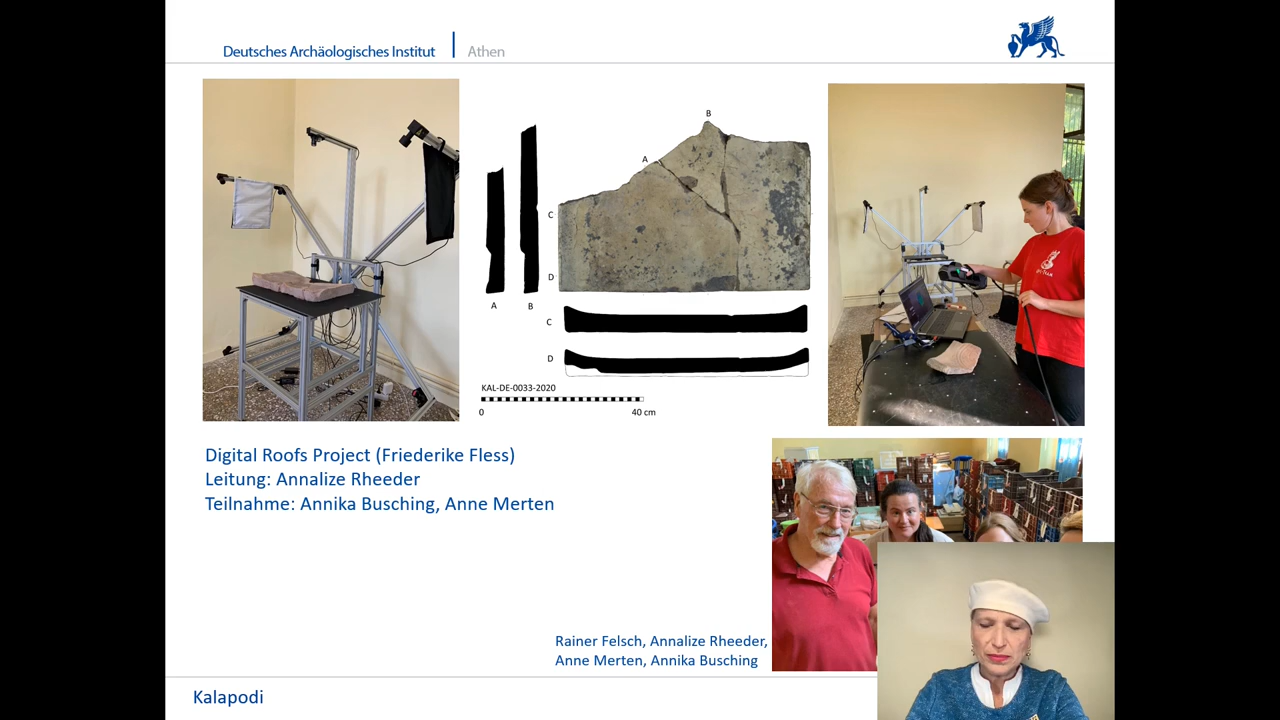 Deutsches Archäologisches Institut
Athen
B
A
C
D
A
B
C
D
KAL-DE-0033-2020
0
40 cm
Digital Roofs Project (Friederike Fless)
Leitung: Annalize Rheeder
Teilnahme: Annika Busching, Anne Merten
Rainer Felsch, Annalize Rheeder,
Anne Merten, Annika Busching
Kalapodi